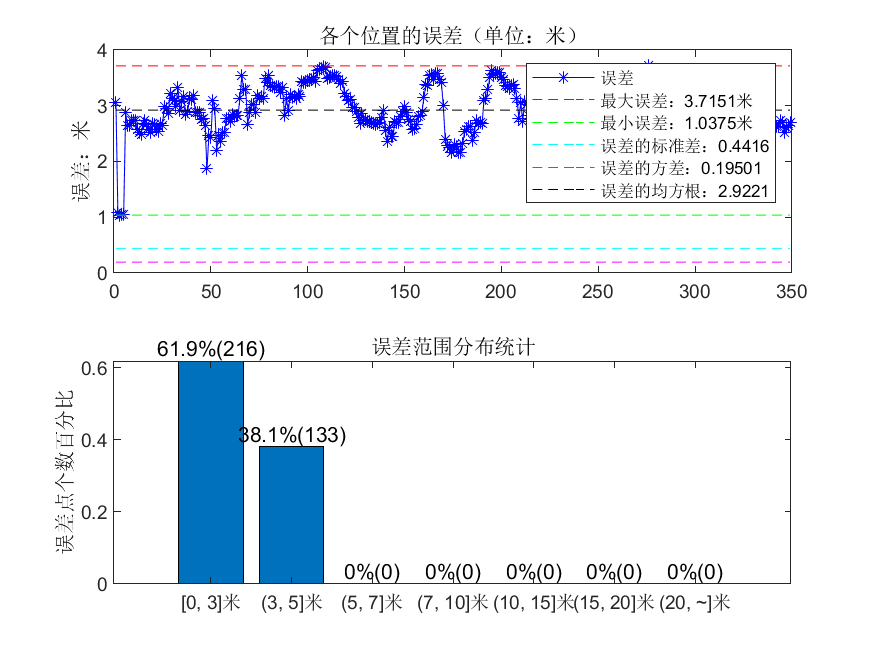 各个位置的误差（单位：米）
4
3
2
1
0
误差：米
误差
最大误差：3.7151米
最小误差：1.0375米
误差的标准差：0.4416
误差的方差：0.19501
误差的均方根：2.9221
0 50 100 150 200 250 300 350
误差范围分布统计
61.9%(216)
38.1%(133)
0%(0) 0%(0) 0%(0) 0%(0) 0%(0)
0.6
0.4
0.2
0
误差点个数百分比
[0, 3]米 (3, 5]米 (5, 7]米 (7, 10]米 (10, 15]米 (15, 20]米 (20, ~]米